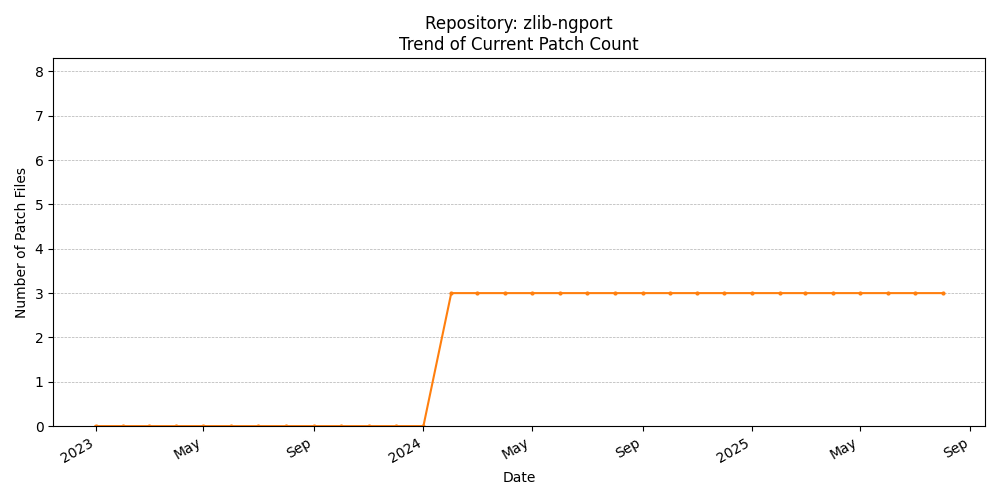 Repository: zlib-ngport
Trend of Current Patch Count
Number of Patch Files
8
7
6
5
4
3
2
1
0
2023
May
Sep
2024
May
Sep
2025
May
Sep
Date